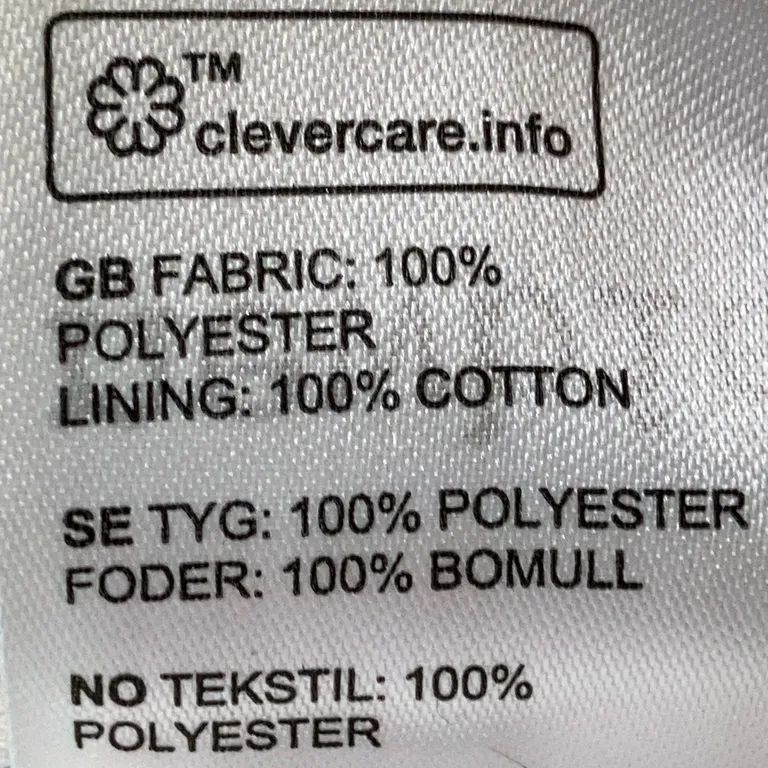 TM
clevercare.info
GB FABRIC: 100%
POLYESTER
LINING: 100% COTTON
SE TYG: 100% POLYESTER
FODER: 100% BOMULL
NO TEKSTIL: 100%
POLYESTER